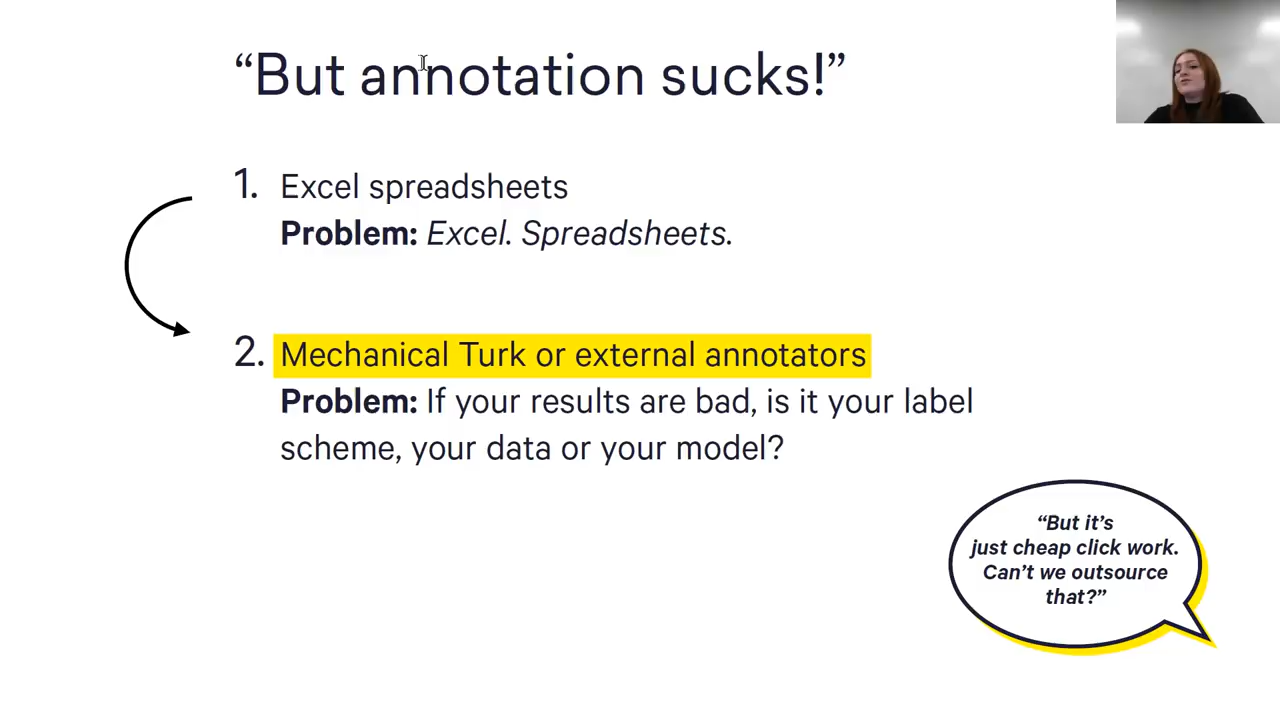 “But annotation sucks!”
1. Excel spreadsheets
Problem: Excel. Spreadsheets.
2. Mechanical Turk or external annotators
Problem: If your results are bad, is it your label
scheme, your data or your model?
“But it’s
just cheap click work.
Can’t we outsource
that?”